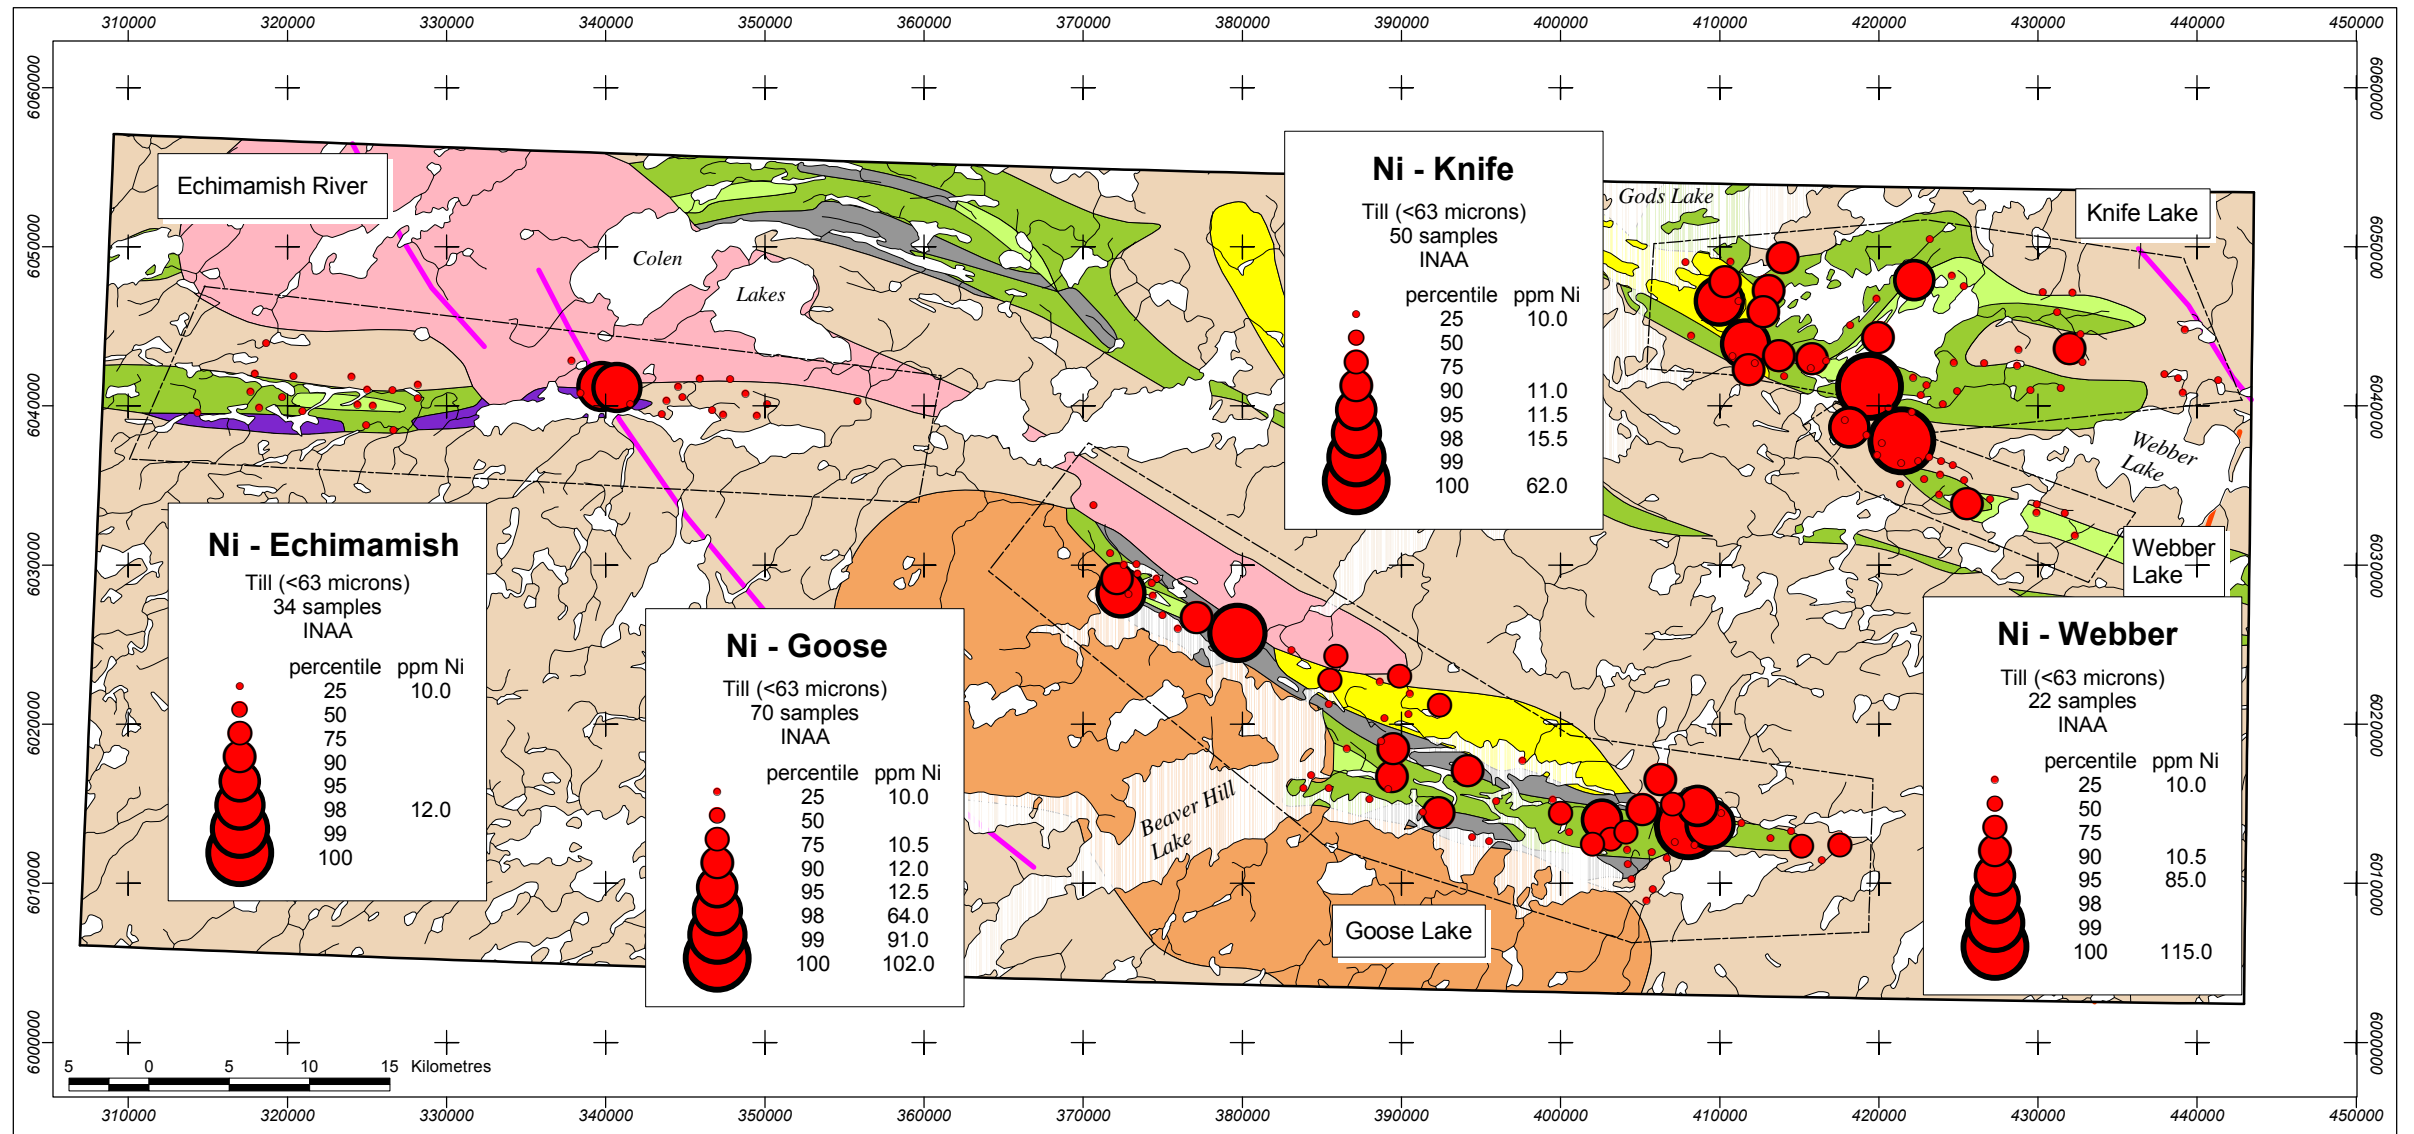 310000 320000 330000 340000 350000 360000 370000 380000 390000 400000 410000 420000 430000 440000 450000
6060000 6060000
Echimamish River
Gods Lake
Knife Lake
6050000 6050000
Colen
Lakes
Ni - Knife
Till (<63 microns)
50 samples
INAA
percentile ppm Ni
25 10.0
50
75
90 11.0
95 11.5
98 15.5
99
100 62.0
6040000 6040000
Webber
Lake
Webber
Lake
6030000 6030000
Ni - Echimamish
Till (<63 microns)
34 samples
INAA
percentile ppm Ni
25 10.0
50
75
90
95
98 12.0
99
100
Ni - Goose
Till (<63 microns)
70 samples
INAA
percentile ppm Ni
25 10.0
50
75 10.5
90 12.0
95 12.5
98 64.0
99 91.0
100 102.0
Ni - Webber
Till (<63 microns)
22 samples
INAA
percentile ppm Ni
25 10.0
50
75
90 10.5
95 85.0
98
99
100 115.0
6020000 6020000
Beaver Hill
Lake
6010000 6010000
Goose Lake
6000000 6000000
5 0 5 10 15 Kilometres
310000 320000 330000 340000 350000 360000 370000 380000 390000 400000 410000 420000 430000 440000 450000